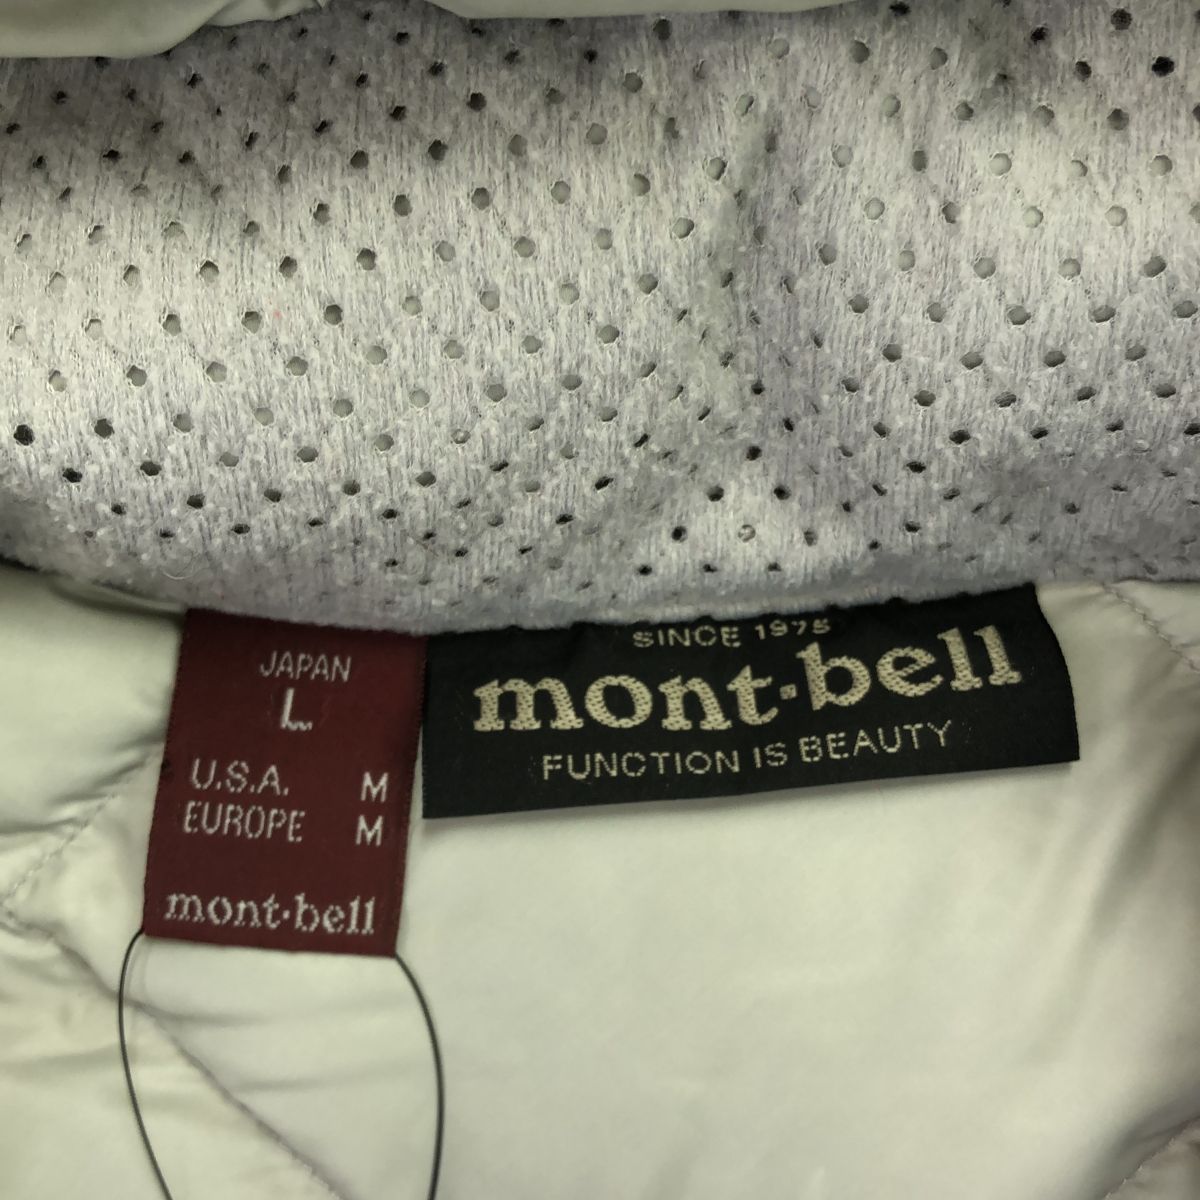 JAPAN
L
U.S.A. M
EUROPE M
mont·bell
SINCE 1975
mont·bell
FUNCTION IS BEAUTY